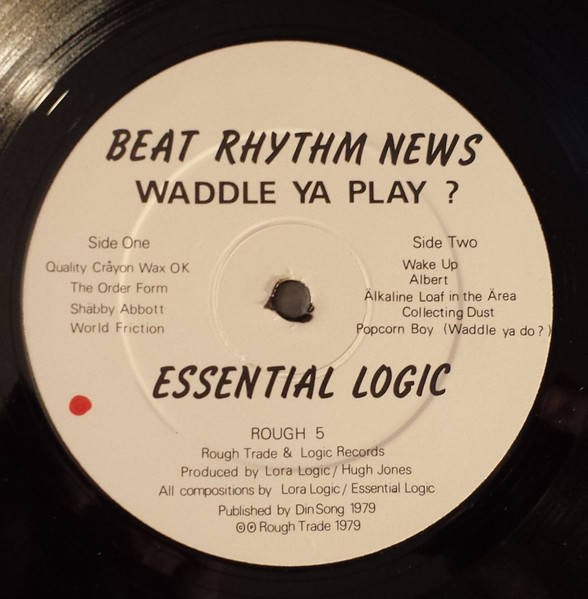 BEAT RHYTHM NEWS
WADDLE YA PLAY ?
Side One
Quality Cråyon Wax OK
The Order Form
Shäbby Abbott
World Friction
Side Two
Wake Up
Albert
Älkaline Loaf in the Ärea
Collecting Dust
Popcorn Boy (Waddle ya do?)
ESSENTIAL LOGIC
ROUGH 5
Rough Trade & Logic Records
Produced by Lora Logic/Hugh Jones
All compositions by Lora Logic/Essential Logic
Published by DinSong 1979
©℗ Rough Trade 1979